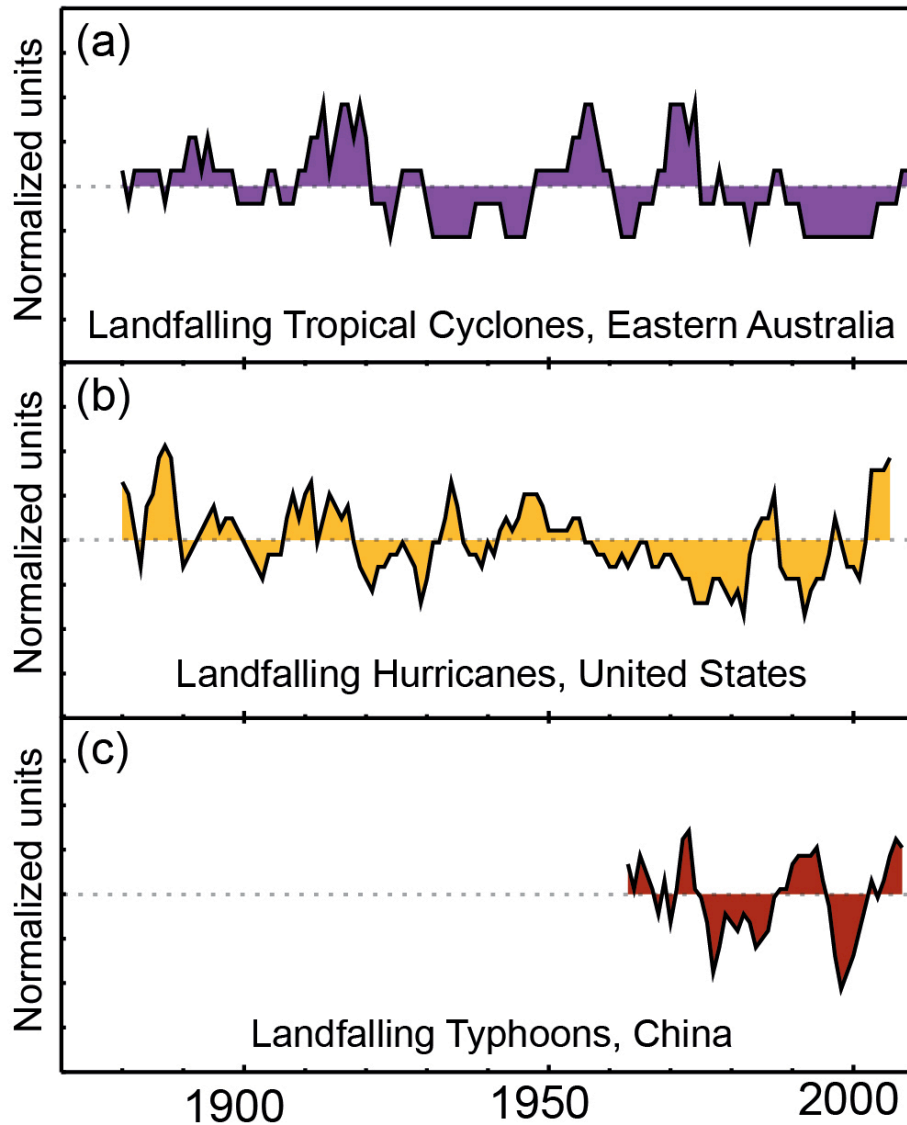 (a)
Normalized units
Landfalling Tropical Cyclones, Eastern Australia
(b)
Normalized units
Landfalling Hurricanes, United States
(c)
Normalized units
Landfalling Typhoons, China
1900 1950 2000